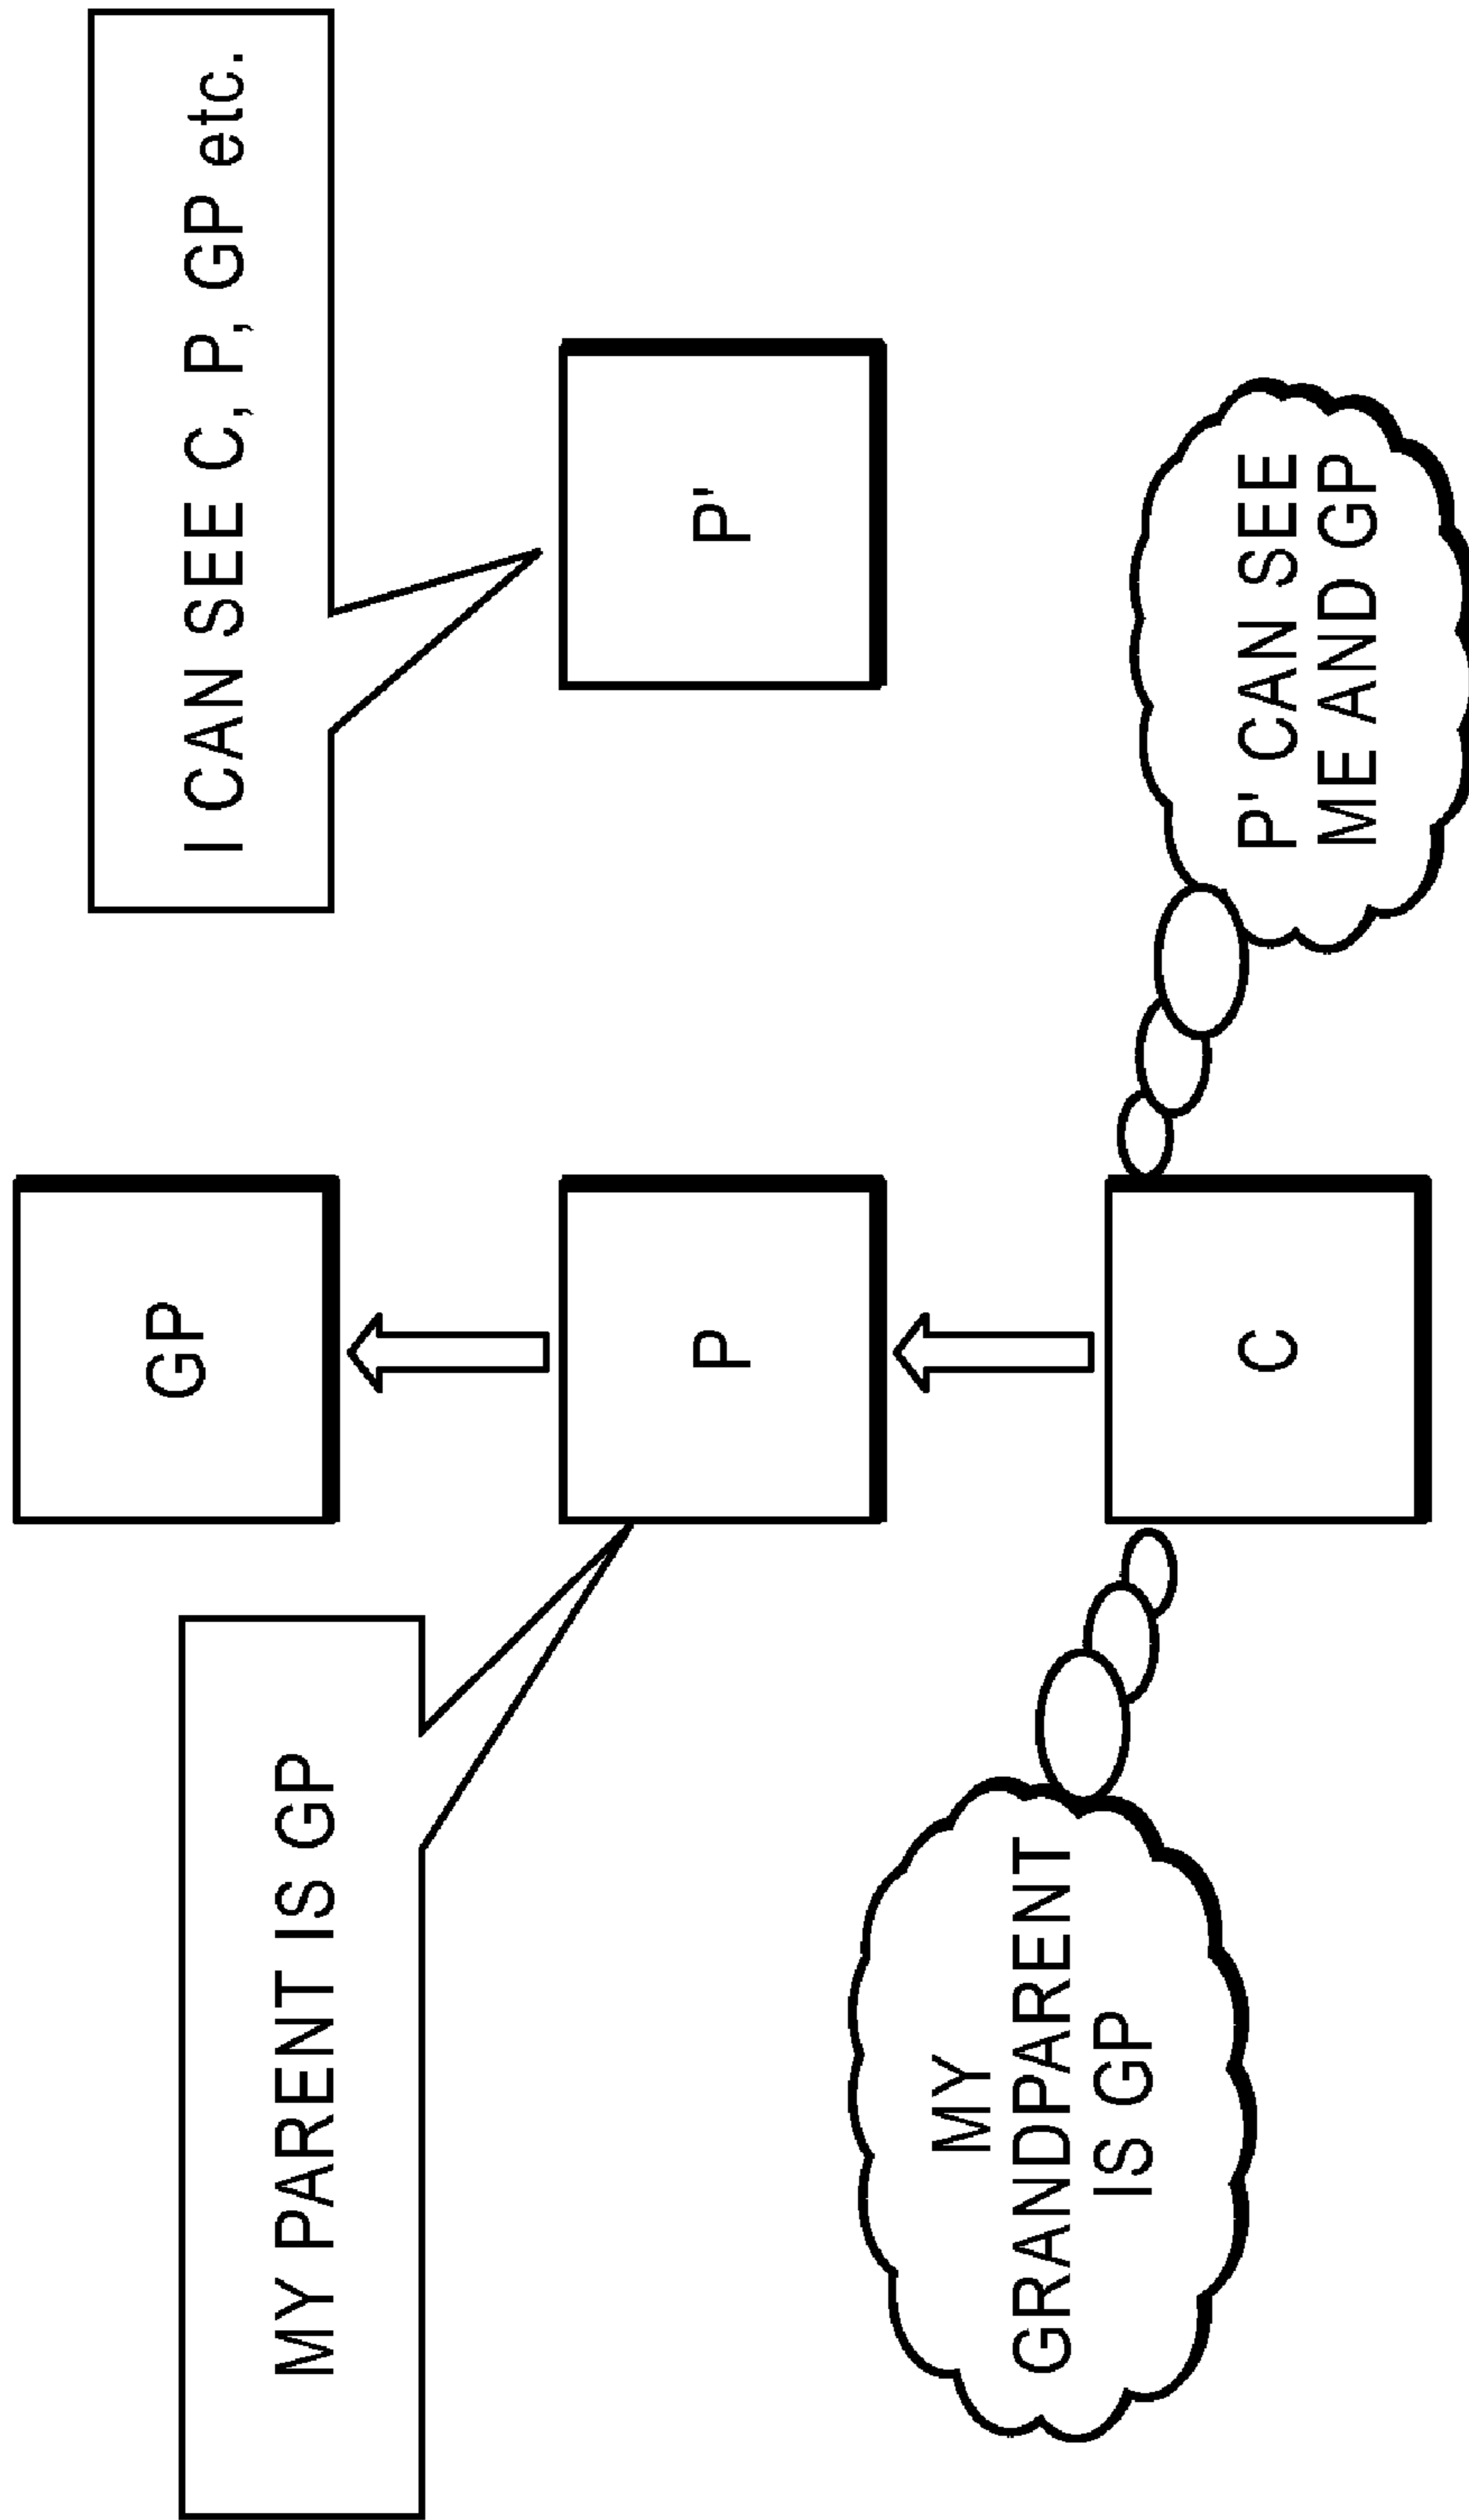 MY PARENT IS GP
GP
I CAN SEE C, P, GP etc.
P
P'
MY
GRANDPARENT
IS GP
C
P' CAN SEE
ME AND GP